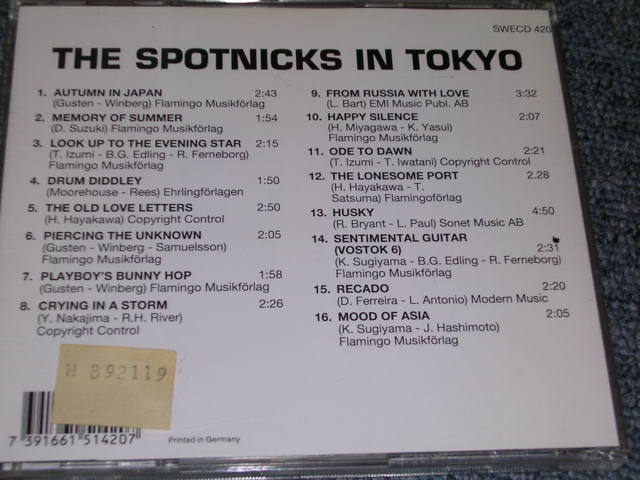 SWECD 420
THE SPOTNICKS IN TOKYO
1. AUTUMN IN JAPAN 2:43
(Gusten - Winberg) Flamingo Musikförlag
2. MEMORY OF SUMMER 1:54
(D. Suzuki) Flamingo Musikförlag
3. LOOK UP TO THE EVENING STAR 2:15
(T. Izumi - B.G. Edling - R. Ferneborg)
Flamingo Musikförlag
4. DRUM DIDDLEY 1:50
(Moorehouse - Rees) Ehrlingförlagen
5. THE OLD LOVE LETTERS 2:50
(H. Hayakawa) Copyright Control
6. PIERCING THE UNKNOWN 2:05
(Gusten - Winberg - Samuelsson)
Flamingo Musikförlag
7. PLAYBOY'S BUNNY HOP 1:58
(Gusten - Winberg) Flamingo Musikförlag
8. CRYING IN A STORM 2:26
(Y. Nakajima - R.H. River)
Copyright Control
9. FROM RUSSIA WITH LOVE 3:32
(L. Bart) EMI Music Publ. AB
10. HAPPY SILENCE 2:07
(H. Miyagawa - K. Yasui)
Flamingo Musikförlag
11. ODE TO DAWN 2:21
(T. Izumi - T. Iwatani) Copyright Control
12. THE LONESOME PORT 2.28
(H. Hayakawa - T.
Satsuma) Flamingoförlag
13. HUSKY 4:50
(R. Bryant - L. Paul) Sonet Music AB
14. SENTIMENTAL GUITAR
(VOSTOK 6) 2:31
(K. Sugiyama - B.G. Edling - R. Ferneborg)
Flamingo Musikförlag
15. RECADO 2:20
(D. Ferreira - L. Antonio) Modern Music
16. MOOD OF ASIA 2:05
(K. Sugiyama - J. Hashimoto)
Flamingo Musikförlag
H B92119
7 391661 514207
Printed in Germany